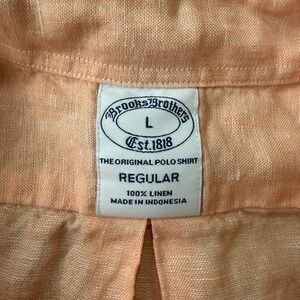 Brooks Brothers
L
Est. 1818
THE ORIGINAL POLO SHIRT
REGULAR
100% LINEN
MADE IN INDONESIA